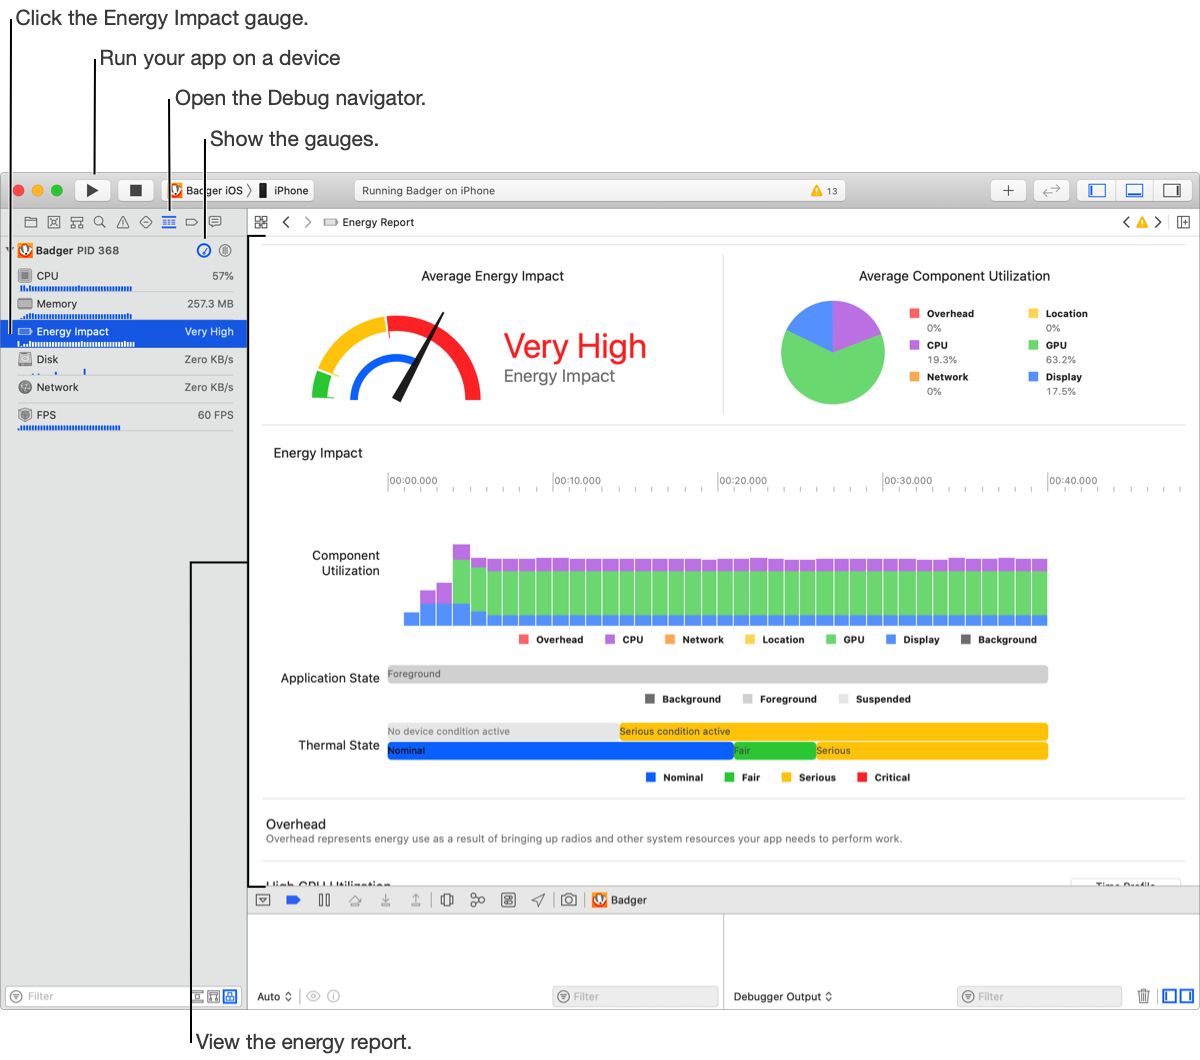 Click the Energy Impact gauge.
Run your app on a device
Open the Debug navigator.
Show the gauges.
Badger iOS 〉 iPhone
Running Badger on iPhone
13
Energy Report
Badger PID 368
CPU 57%
Memory 257.3 MB
Energy Impact Very High
Disk Zero KB/s
Network Zero KB/s
FPS 60 FPS
Average Energy Impact
Very High
Energy Impact
Average Component Utilization
Overhead
0%
CPU
19.3%
Network
0%
Location
0%
GPU
63.2%
Display
17.5%
Energy Impact
00:00.000 00:10.000 00:20.000 00:30.000 00:40.000
Component
Utilization
Overhead CPU Network Location GPU Display Background
Application State
Foreground
Background Foreground Suspended
Thermal State
No device condition active Serious condition active
Nominal Fair Serious
Nominal Fair Serious Critical
Overhead
Overhead represents energy use as a result of bringing up radios and other system resources your app needs to perform work.
High CPU Utilization
Time Profile
Badger
Filter
Auto
Filter
Debugger Output
Filter
View the energy report.